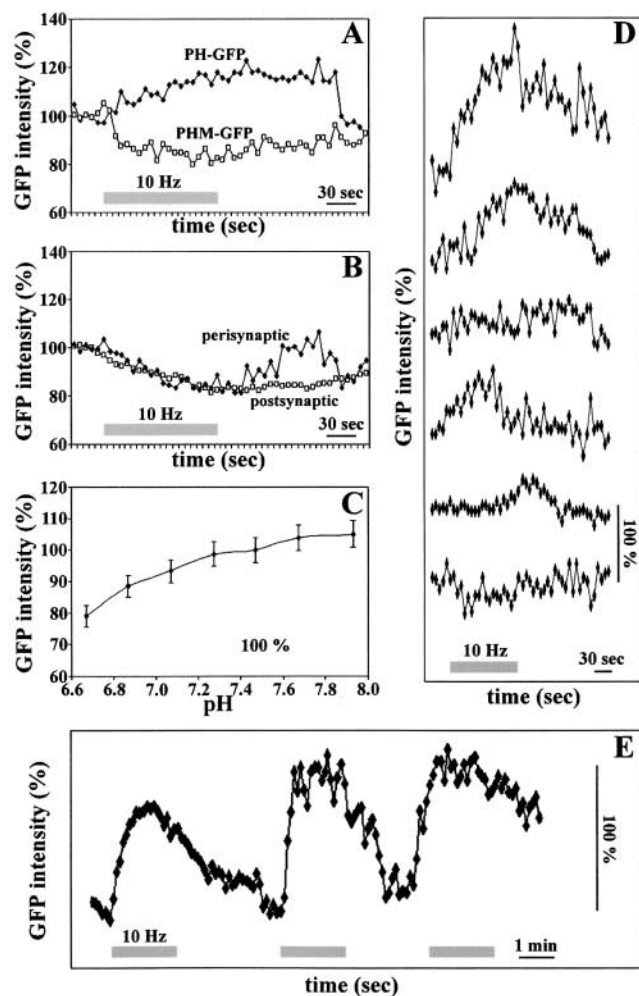 A
GFP intensity (%)
140
120
100
80
60
PH-GFP
PHM-GFP
10 Hz
30 sec
time (sec)
B
GFP intensity (%)
140
120
100
80
60
perisynaptic
postsynaptic
10 Hz
30 sec
time (sec)
C
GFP intensity (%)
120
110
100
90
80
70
60
100 %
6.6 6.8 7.0 7.2 7.4 7.6 7.8 8.0
pH
D
GFP intensity (%)
100 %
10 Hz
30 sec
time (sec)
E
GFP intensity (%)
100 %
10 Hz
1 min
time (sec)